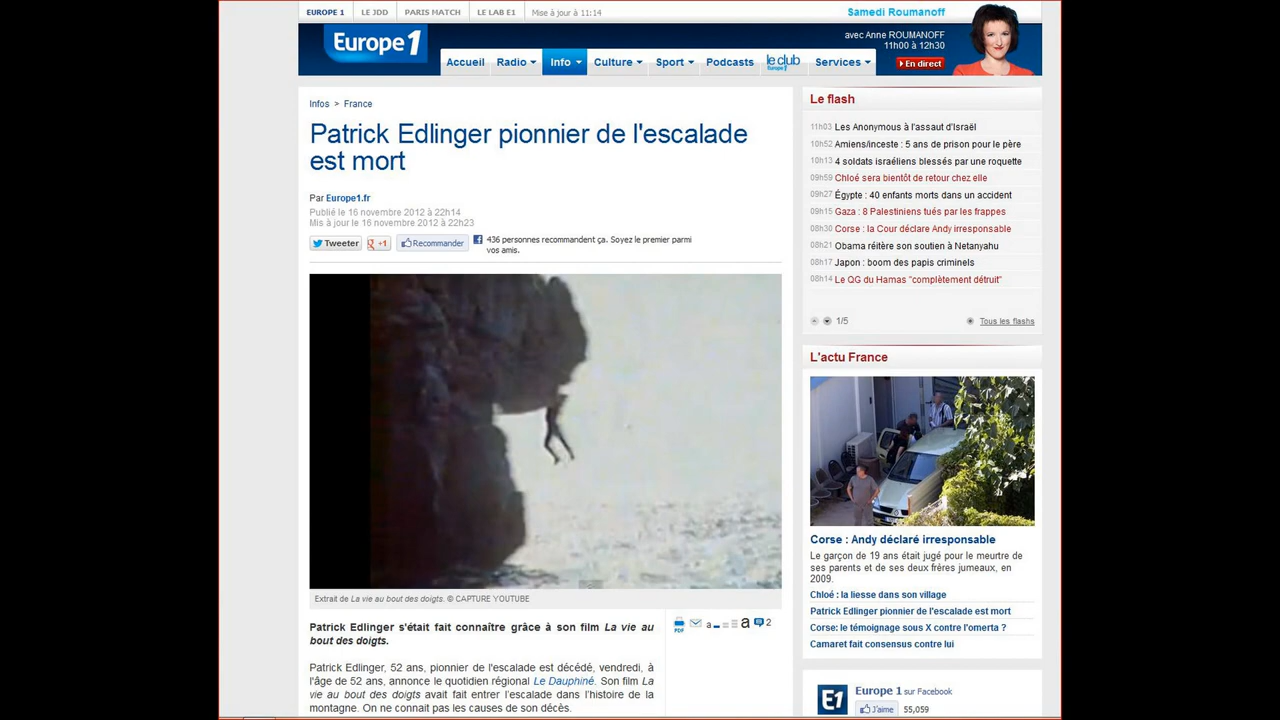 EUROPE 1 LE JDD PARIS MATCH LE LAB E1 Mise à jour à 11:14
Samedi Roumanoff
avec Anne ROUMANOFF
11h00 à 12h30
En direct
Europe 1
Accueil Radio Info Culture Sport Podcasts le club Europe 1 Services
Infos > France
Patrick Edlinger pionnier de l'escalade
est mort
Par Europe1.fr
Publié le 16 novembre 2012 à 22h14
Mis à jour le 16 novembre 2012 à 22h23
Tweeter +1 Recommander 436 personnes recommandent ça. Soyez le premier parmi
vos amis.
Extrait de La vie au bout des doigts. © CAPTURE YOUTUBE
Patrick Edlinger s'était fait connaître grâce à son film La vie au
bout des doigts.
PDF a a 2
Patrick Edlinger, 52 ans, pionnier de l'escalade est décédé, vendredi, à
l'âge de 52 ans, annonce le quotidien régional Le Dauphiné. Son film La
vie au bout des doigts avait fait entrer l'escalade dans l'histoire de la
montagne. On ne connait pas les causes de son décès.
Le flash
11h03 Les Anonymous à l'assaut d'Israël
10h52 Amiens/inceste : 5 ans de prison pour le père
10h13 4 soldats israéliens blessés par une roquette
09h59 Chloé sera bientôt de retour chez elle
09h27 Égypte : 40 enfants morts dans un accident
09h15 Gaza : 8 Palestiniens tués par les frappes
08h30 Corse : la Cour déclare Andy irresponsable
08h21 Obama réitère son soutien à Netanyahu
08h17 Japon : boom des papis criminels
08h14 Le QG du Hamas "complètement détruit"
1/5 Tous les flashs
L'actu France
Corse : Andy déclaré irresponsable
Le garçon de 19 ans était jugé pour le meurtre de
ses parents et de ses deux frères jumeaux, en
2009.
Chloé : la liesse dans son village
Patrick Edlinger pionnier de l'escalade est mort
Corse: le témoignage sous X contre l'omerta ?
Camaret fait consensus contre lui
E1 Europe 1 sur Facebook
J'aime 55,059